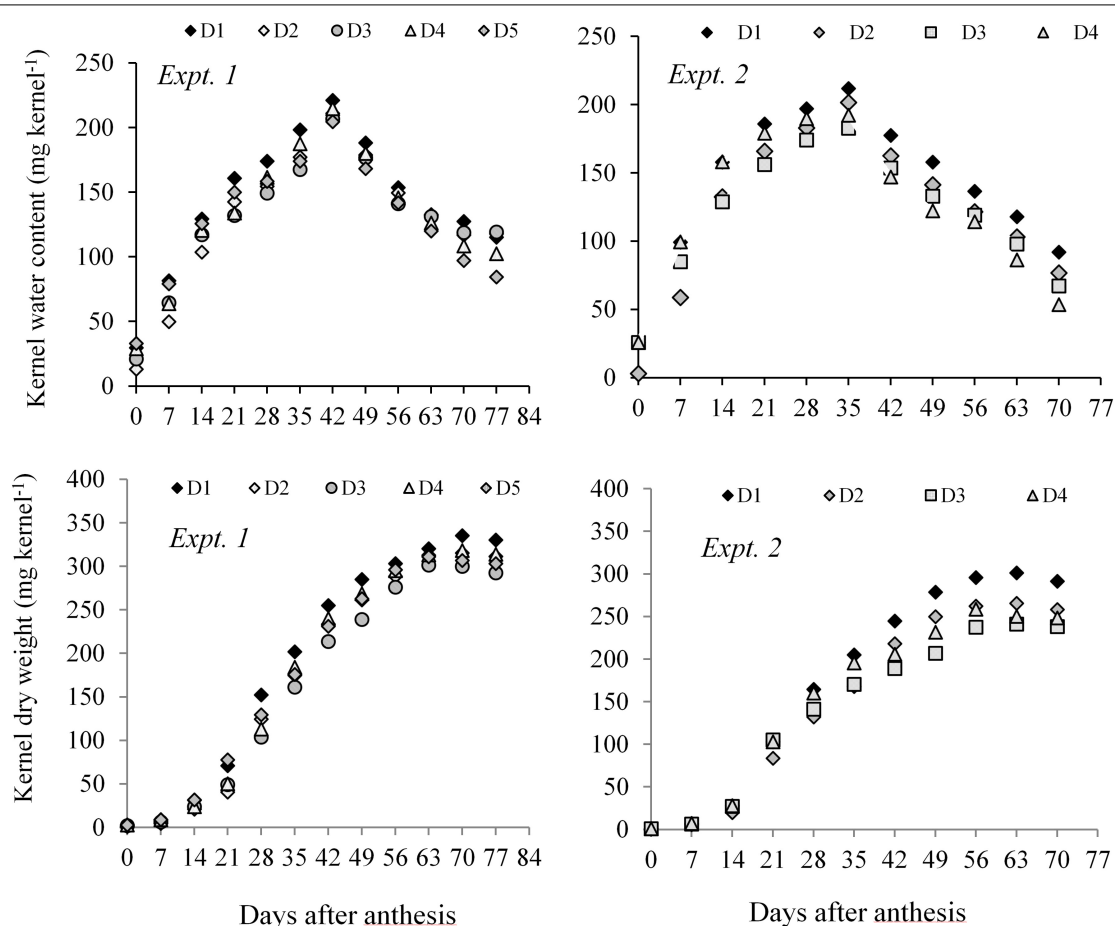 D1 D2 D3 D4 D5
Expt. 1
Kernel water content (mg kernel-1)
250
200
150
100
50
0
0 7 14 21 28 35 42 49 56 63 70 77 84
D1 D2 D3 D4
Expt. 2
250
200
150
100
50
0
0 7 14 21 28 35 42 49 56 63 70 77
D1 D2 D3 D4 D5
Expt. 1
Kernel dry weight (mg kernel-1)
400
350
300
250
200
150
100
50
0
0 7 14 21 28 35 42 49 56 63 70 77 84
Days after anthesis
D1 D2 D3 D4
Expt. 2
400
350
300
250
200
150
100
50
0
0 7 14 21 28 35 42 49 56 63 70 77
Days after anthesis